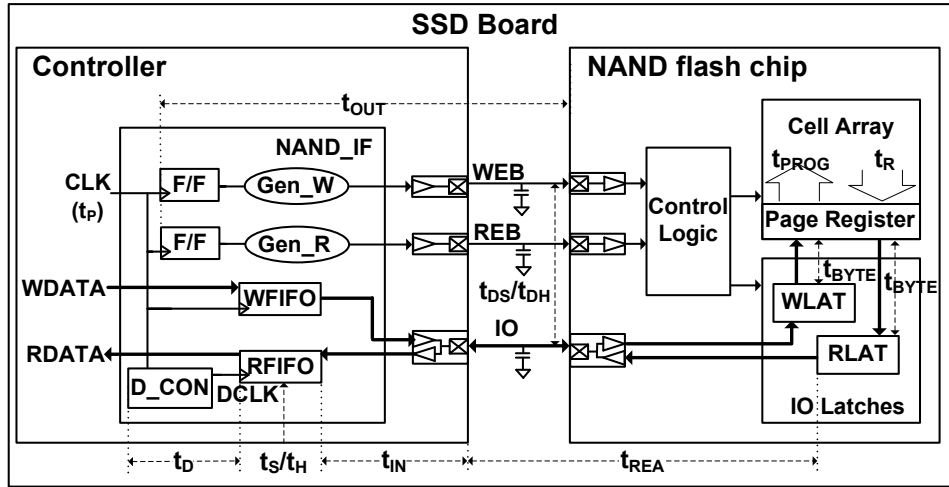 SSD Board
Controller
NAND flash chip
tOUT
NAND_IF
Cell Array
tPROG
tR
CLK
(tP)
F/F
Gen_W
WEB
Control
Logic
Page Register
F/F
Gen_R
REB
tBYTE
tBYTE
WDATA
WFIFO
tDS/tDH
WLAT
IO
RDATA
RFIFO
RLAT
D_CON
DCLK
IO Latches
tD
tS/tH
tIN
tREA